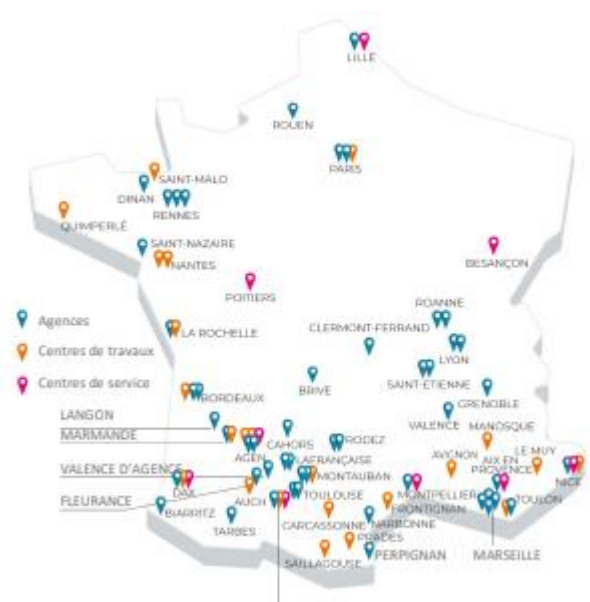 LILLE
ROUEN
PARIS
SAINT-MALO
DINAN
RENNES
QUIMPERLÉ
SAINT-NAZAIRE
NANTES
BESANÇON
POITIERS
ROANNE
Agences
LA ROCHELLE
CLERMONT-FERRAND
Centres de travaux
LYON
SAINT-ETIENNE
Centres de service
BRIVE
BORDEAUX
GRENOBLE
LANGON
VALENCE
MANOSQUE
MARMANDE
CAHORS
RODEZ
AGEN
LE MUY
AVIGNON
AIX EN
PROVENCE
LAFRANÇAISE
VALENCE D'AGENCE
MONTAUBAN
NICE
DAX
AUCH
TOULOUSE
MONTPELLIER
FLEURANCE
FRONTIGNAN
TOULON
BIARRITZ
TARBES
CARCASSONNE
NARBONNE
PRADES
PERPIGNAN
MARSEILLE
SAILLAGOUSE